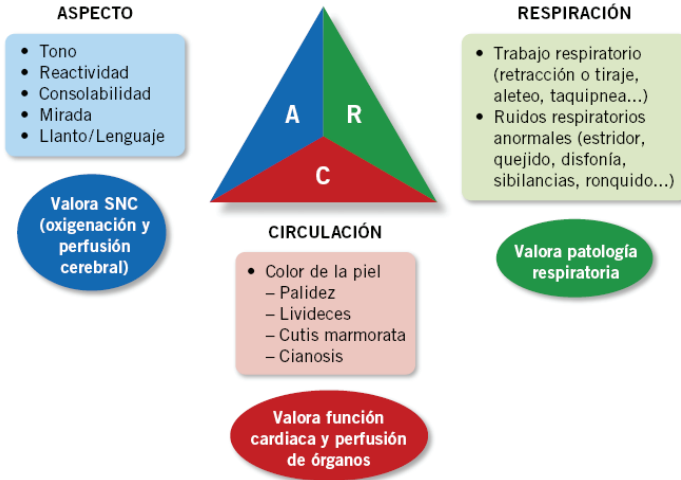 ASPECTO
• Tono
• Reactividad
• Consolabilidad
• Mirada
• Llanto/Lenguaje
Valora SNC
(oxigenación y
perfusión
cerebral)
A
R
C
RESPIRACIÓN
• Trabajo respiratorio
(retracción o tiraje,
aleteo, taquipnea...)
• Ruidos respiratorios
anormales (estridor,
quejido, disfonía,
sibilancias, ronquido...)
Valora patología
respiratoria
CIRCULACIÓN
• Color de la piel
– Palidez
– Livideces
– Cutis marmorata
– Cianosis
Valora función
cardiaca y perfusión
de órganos